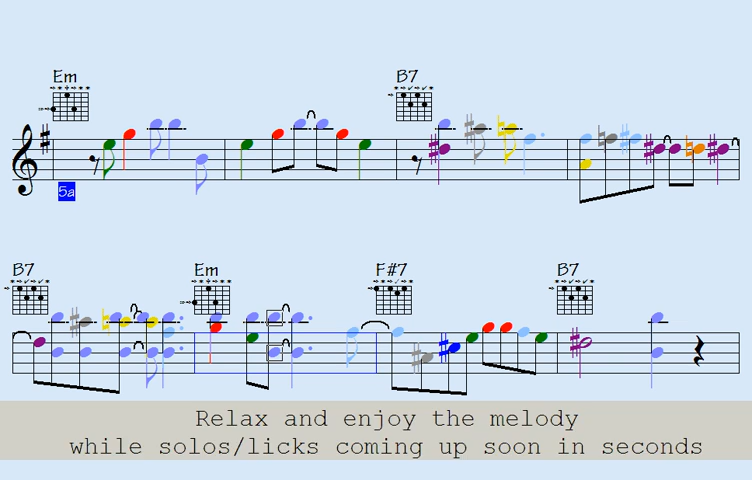 Em
B7
5a
B7
Em
F#7
B7
Relax and enjoy the melody
while solos/licks coming up soon in seconds